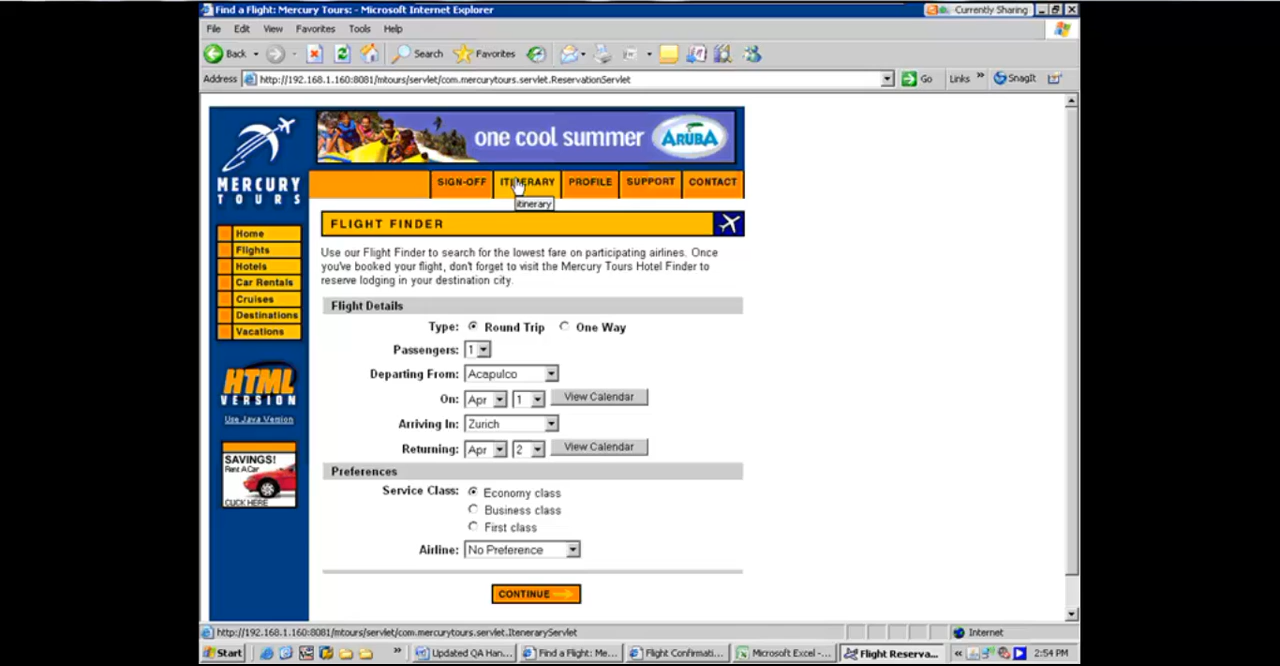 Find a Flight: Mercury Tours: - Microsoft Internet Explorer
Currently Sharing
File Edit View Favorites Tools Help
Back Search Favorites
Address http://192.168.1.160:8081/mtours/servlet/com.mercurytours.servlet.ReservationServlet Go Links » SnagIt
one cool summer ARUBA
MERCURY
TOURS
SIGN-OFF ITINERARY PROFILE SUPPORT CONTACT
itinerary
Home
Flights
Hotels
Car Rentals
Cruises
Destinations
Vacations
HTML
VERSION
Use Java Version
SAVINGS!
Rent A Car
CLICK HERE
FLIGHT FINDER
Use our Flight Finder to search for the lowest fare on participating airlines. Once
you've booked your flight, don't forget to visit the Mercury Tours Hotel Finder to
reserve lodging in your destination city.
Flight Details
Type: Round Trip One Way
Passengers: 1
Departing From: Acapulco
On: Apr 1 View Calendar
Arriving In: Zurich
Returning: Apr 2 View Calendar
Preferences
Service Class: Economy class
Business class
First class
Airline: No Preference
CONTINUE
http://192.168.1.160:8081/mtours/servlet/com.mercurytours.servlet.IteneraryServlet Internet
Start » Updated QA Han... Find a Flight: Me... Flight Confirmati... Microsoft Excel -... Flight Reserva... « 2:54 PM